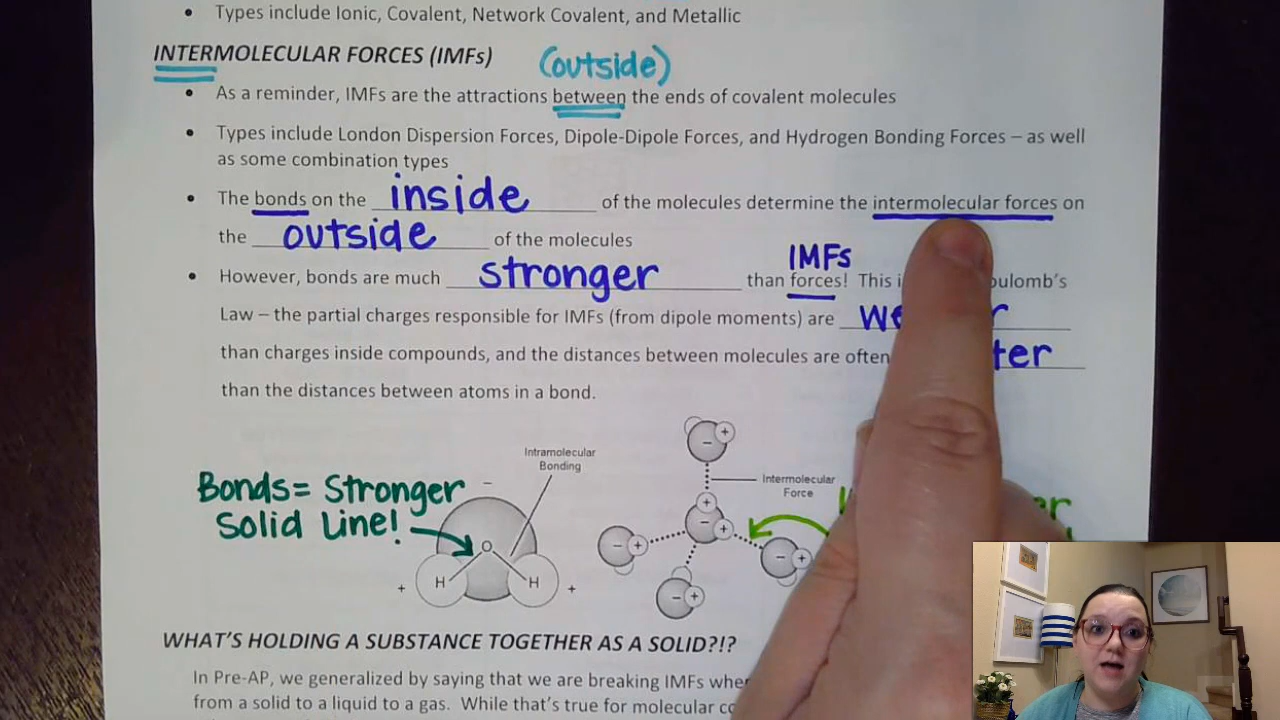 • Types include Ionic, Covalent, Network Covalent, and Metallic
INTERMOLECULAR FORCES (IMFs) (outside)
• As a reminder, IMFs are the attractions between the ends of covalent molecules
• Types include London Dispersion Forces, Dipole-Dipole Forces, and Hydrogen Bonding Forces – as well
as some combination types
• The bonds on the inside of the molecules determine the intermolecular forces on
the outside of the molecules
IMFs
• However, bonds are much stronger than forces! This
Law – the partial charges responsible for IMFs (from dipole moments) are
than charges inside compounds, and the distances between molecules are often
than the distances between atoms in a bond.
Intramolecular
Bonding
Bonds = Stronger
Solid Line!
Intermolecular
Force
− O H H + +
− + + − + − + − + − +
WHAT'S HOLDING A SUBSTANCE TOGETHER AS A SOLID?!?
In Pre-AP, we generalized by saying that we are breaking IMFs
from a solid to a liquid to a gas. While that's true for molecular